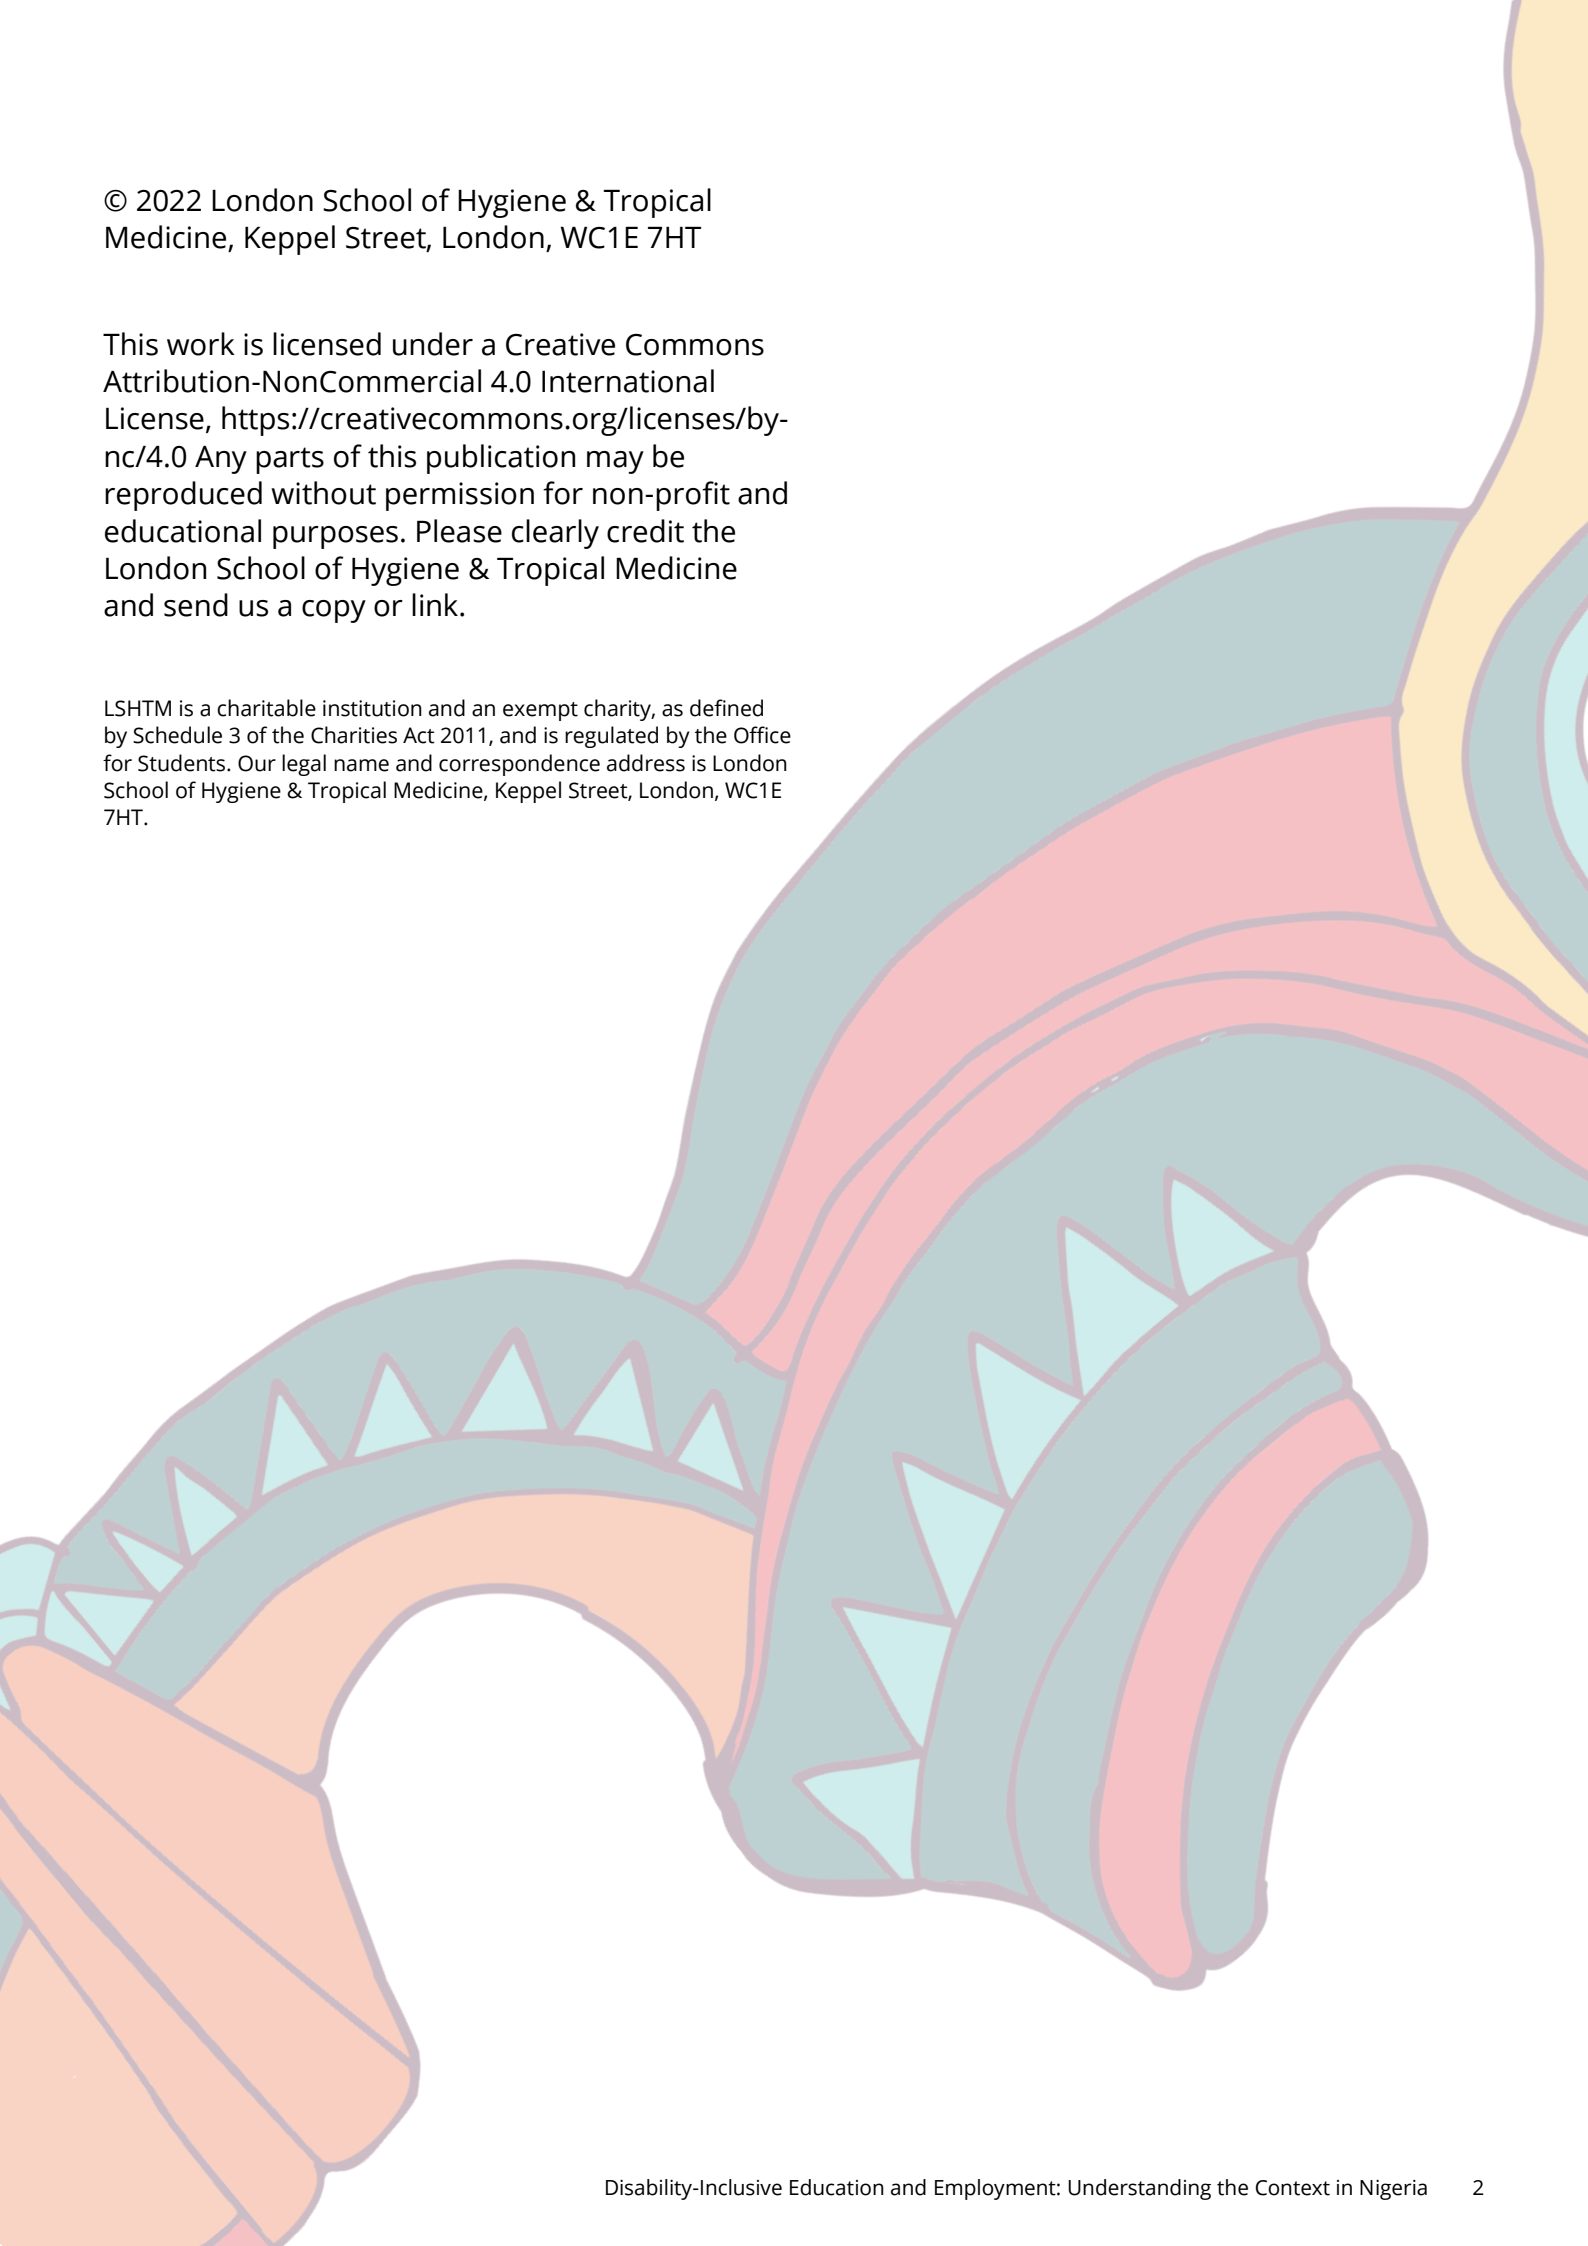 © 2022 London School of Hygiene & Tropical
Medicine, Keppel Street, London, WC1E 7HT
This work is licensed under a Creative Commons
Attribution-NonCommercial 4.0 International
License, https://creativecommons.org/licenses/by-
nc/4.0 Any parts of this publication may be
reproduced without permission for non-profit and
educational purposes. Please clearly credit the
London School of Hygiene & Tropical Medicine
and send us a copy or link.
LSHTM is a charitable institution and an exempt charity, as defined
by Schedule 3 of the Charities Act 2011, and is regulated by the Office
for Students. Our legal name and correspondence address is London
School of Hygiene & Tropical Medicine, Keppel Street, London, WC1E
7HT.
Disability-Inclusive Education and Employment: Understanding the Context in Nigeria 2